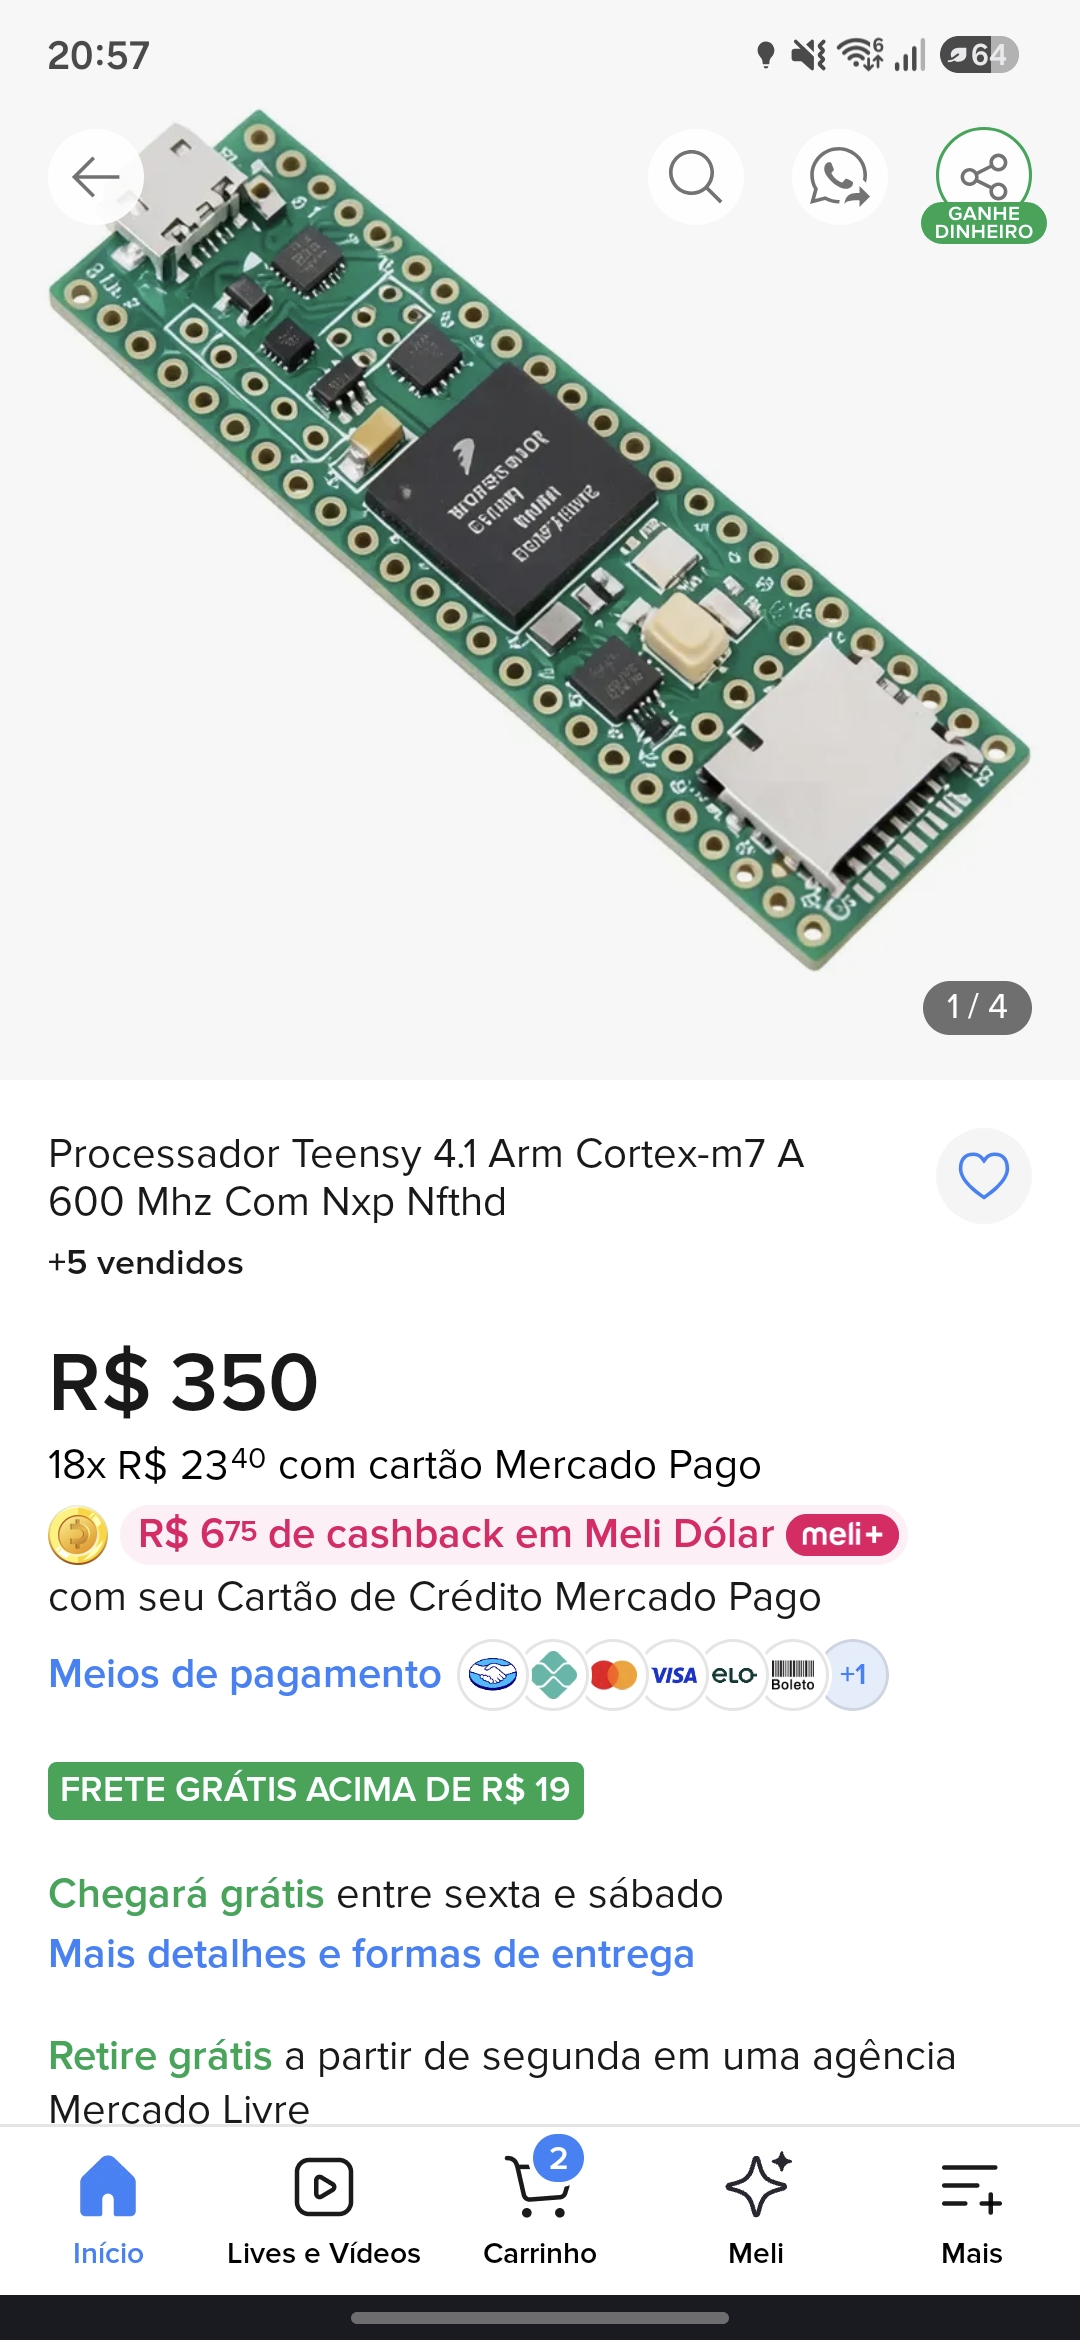 20:57
6
64
GANHE
DINHEIRO
1 / 4
Processador Teensy 4.1 Arm Cortex-m7 A
600 Mhz Com Nxp Nfthd
+5 vendidos
R$ 350
18x R$ 23⁴⁰ com cartão Mercado Pago
R$ 6⁷⁵ de cashback em Meli Dólar meli+
com seu Cartão de Crédito Mercado Pago
Meios de pagamento VISA elo Boleto +1
FRETE GRÁTIS ACIMA DE R$ 19
Chegará grátis entre sexta e sábado
Mais detalhes e formas de entrega
Retire grátis a partir de segunda em uma agência
Mercado Livre
2
Início Lives e Vídeos Carrinho Meli Mais